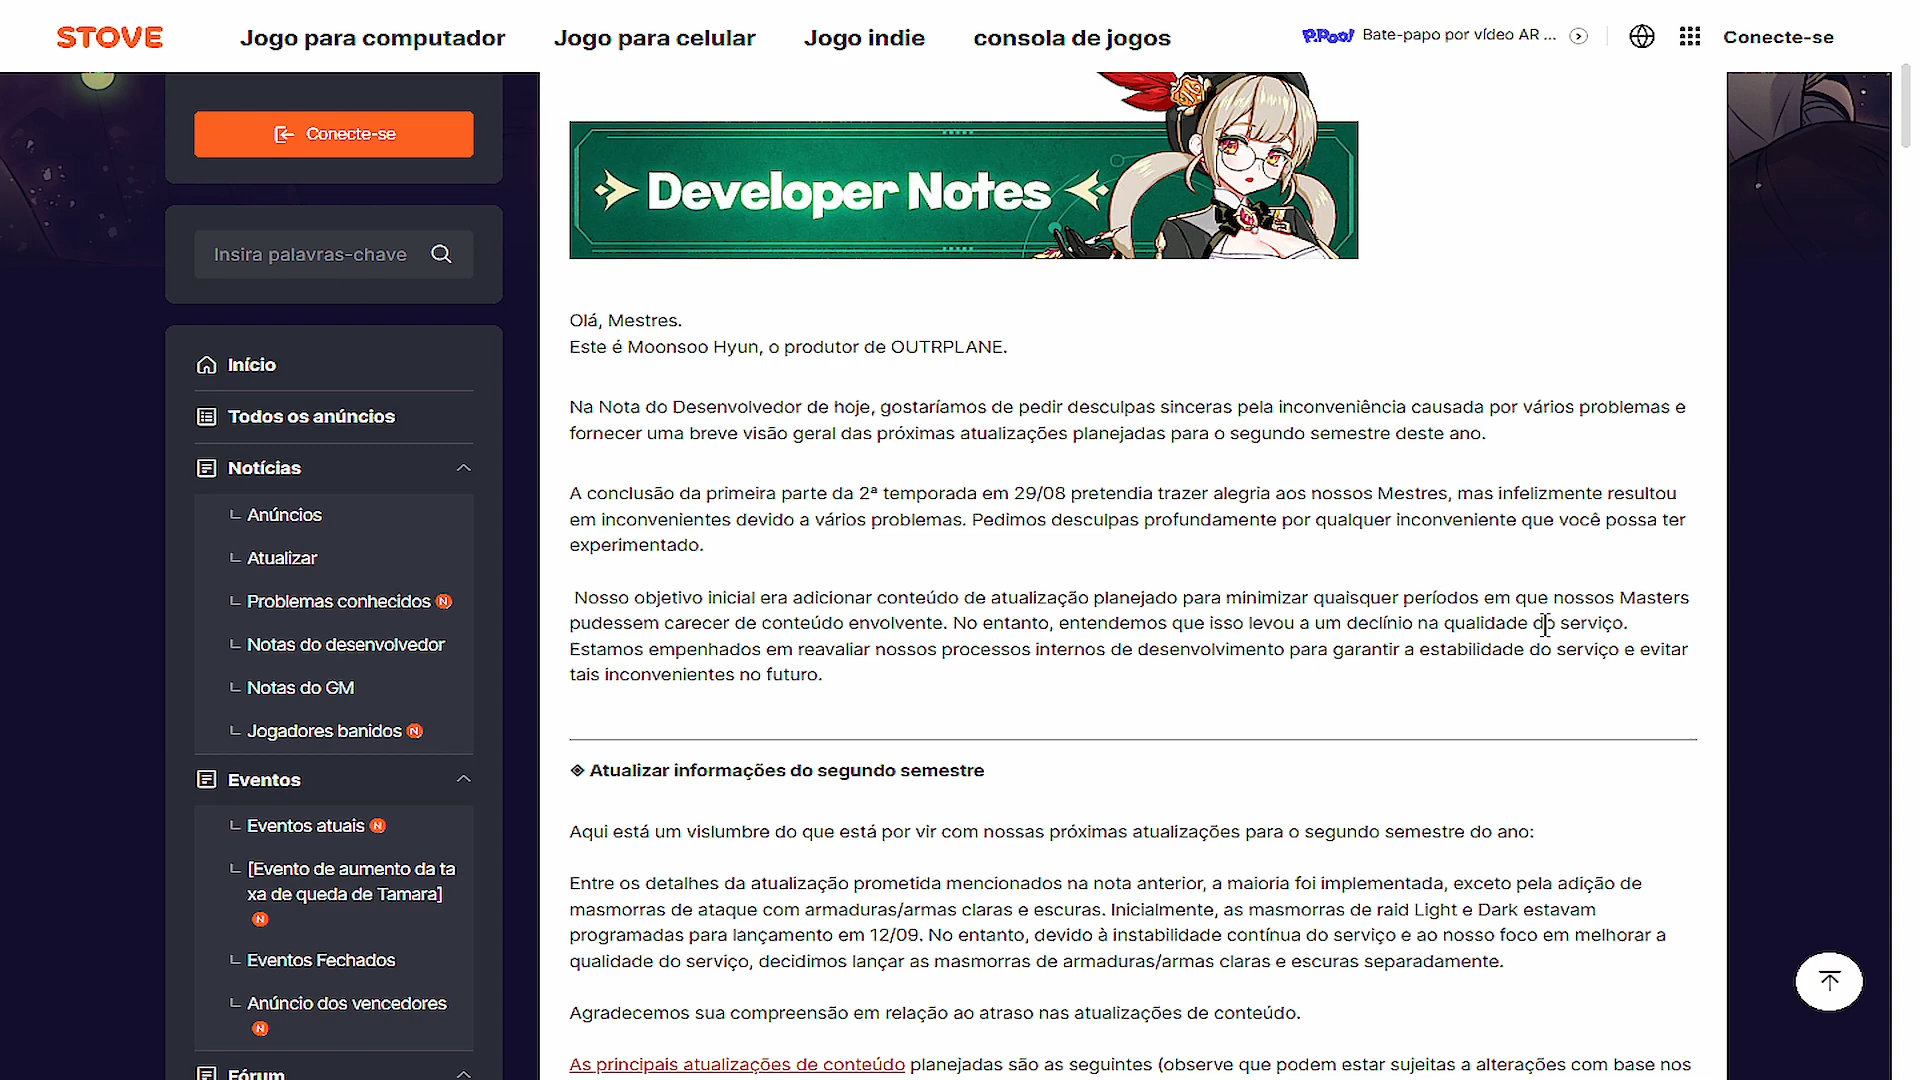 STOVE
Jogo para computador
Jogo para celular
Jogo indie
consola de jogos
P.Pool
Bate-papo por vídeo AR ...
Conecte-se
Conecte-se
Insira palavras-chave
Início
Todos os anúncios
Notícias
Anúncios
Atualizar
Problemas conhecidos N
Notas do desenvolvedor
Notas do GM
Jogadores banidos N
Eventos
Eventos atuais N
[Evento de aumento da ta
xa de queda de Tamara]
N
Eventos Fechados
Anúncio dos vencedores
N
Fórum
Developer Notes
Olá, Mestres.
Este é Moonsoo Hyun, o produtor de OUTRPLANE.
Na Nota do Desenvolvedor de hoje, gostaríamos de pedir desculpas sinceras pela inconveniência causada por vários problemas e
fornecer uma breve visão geral das próximas atualizações planejadas para o segundo semestre deste ano.
A conclusão da primeira parte da 2ª temporada em 29/08 pretendia trazer alegria aos nossos Mestres, mas infelizmente resultou
em inconvenientes devido a vários problemas. Pedimos desculpas profundamente por qualquer inconveniente que você possa ter
experimentado.
Nosso objetivo inicial era adicionar conteúdo de atualização planejado para minimizar quaisquer períodos em que nossos Masters
pudessem carecer de conteúdo envolvente. No entanto, entendemos que isso levou a um declínio na qualidade do serviço.
Estamos empenhados em reavaliar nossos processos internos de desenvolvimento para garantir a estabilidade do serviço e evitar
tais inconvenientes no futuro.
◈ Atualizar informações do segundo semestre
Aqui está um vislumbre do que está por vir com nossas próximas atualizações para o segundo semestre do ano:
Entre os detalhes da atualização prometida mencionados na nota anterior, a maioria foi implementada, exceto pela adição de
masmorras de ataque com armaduras/armas claras e escuras. Inicialmente, as masmorras de raid Light e Dark estavam
programadas para lançamento em 12/09. No entanto, devido à instabilidade contínua do serviço e ao nosso foco em melhorar a
qualidade do serviço, decidimos lançar as masmorras de armaduras/armas claras e escuras separadamente.
Agradecemos sua compreensão em relação ao atraso nas atualizações de conteúdo.
As principais atualizações de conteúdo planejadas são as seguintes (observe que podem estar sujeitas a alterações com base nos